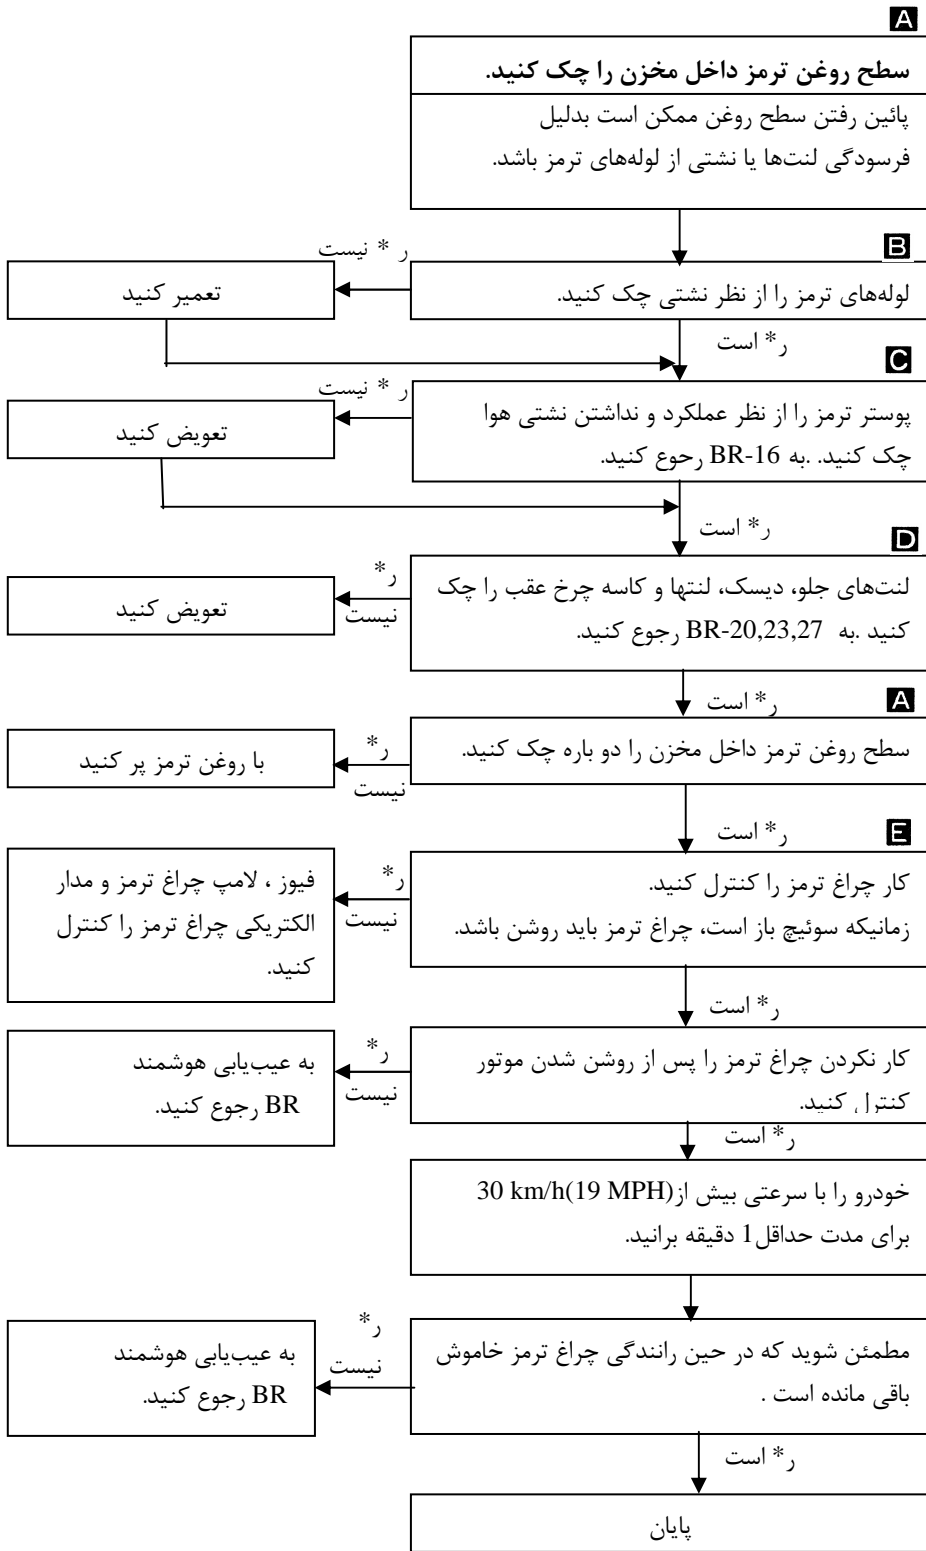 A
سطح روغن ترمز داخل مخزن را چک کنید.
پائین رفتن سطح روغن ممکن است بدلیل
فرسودگی لنت‌ها یا نشتی از لوله‌های ترمز باشد.
B
لوله‌های ترمز را از نظر نشتی چک کنید.
ر * نیست
تعمیر کنید
ر* است
C
پوستر ترمز را از نظر عملکرد و نداشتن نشتی هوا
چک کنید. .به BR-16 رحوع کنید.
ر * نیست
تعویض کنید
ر* است
D
لنت‌های جلو، دیسک، لنتها و کاسه چرخ عقب را چک
کنید .به BR-20,23,27 رجوع کنید.
ر*
نیست
تعویض کنید
ر* است
A
سطح روغن ترمز داخل مخزن را دو باره چک کنید.
ر*
نیست
با روغن ترمز پر کنید
ر* است
E
کار چراغ ترمز را کنترل کنید.
زمانیکه سوئیچ باز است، چراغ ترمز باید روشن باشد.
ر*
نیست
فیوز ، لامپ چراغ ترمز و مدار
الکتریکی چراغ ترمز را کنترل
کنید.
ر* است
کار نکردن چراغ ترمز را پس از روشن شدن موتور
کنترل کنید.
ر*
نیست
به عیب‌یابی هوشمند
BR رجوع کنید.
ر* است
خودرو را با سرعتی بیش از 30 km/h(19 MPH)
برای مدت حداقل1 دقیقه برانید.
مطمئن شوید که در حین رانندگی چراغ ترمز خاموش
باقی مانده است .
ر*
نیست
به عیب‌یابی هوشمند
BR رجوع کنید.
ر* است
پایان